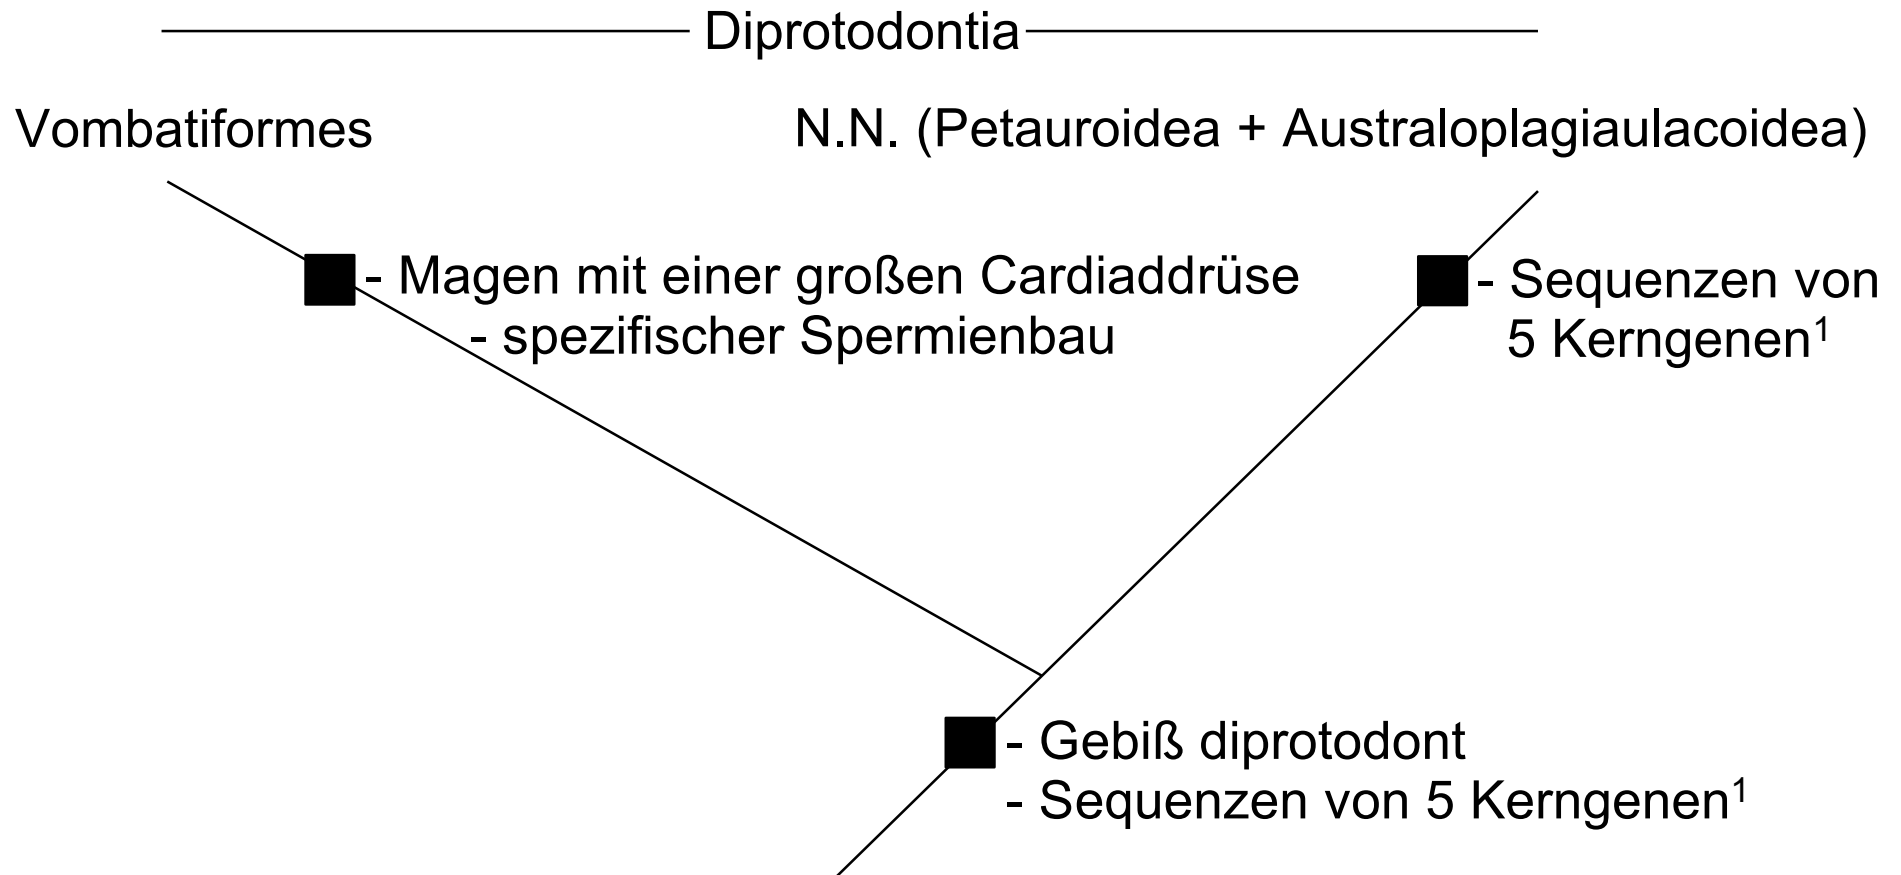 Diprotodontia
Vombatiformes
N.N. (Petauroidea + Australoplagiaulacoidea)
- Magen mit einer großen Cardiaddrüse
- spezifischer Spermienbau
- Sequenzen von
5 Kerngenen¹
- Gebiß diprotodont
- Sequenzen von 5 Kerngenen¹